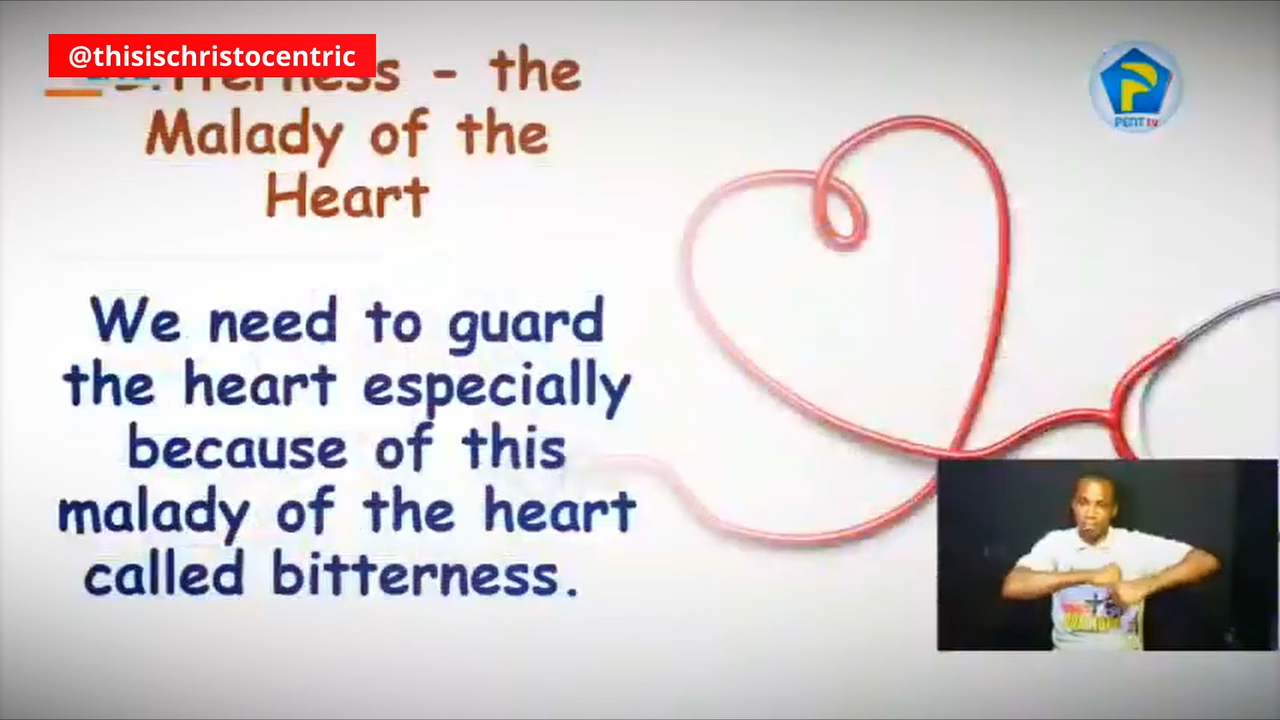 @thisischristocentric
- the
Malady of the
Heart
We need to guard
the heart especially
because of this
malady of the heart
called bitterness.
PENT tv